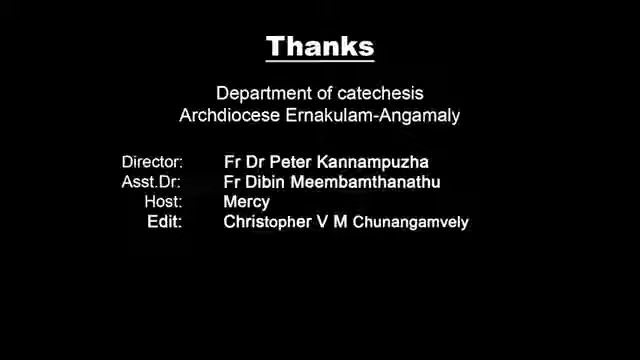 Thanks
Department of catechesis
Archdiocese Ernakulam-Angamaly
Director: Fr Dr Peter Kannampuzha
Asst.Dr: Fr Dibin Meembamthanathu
Host: Mercy
Edit: Christopher V M Chunangamvely